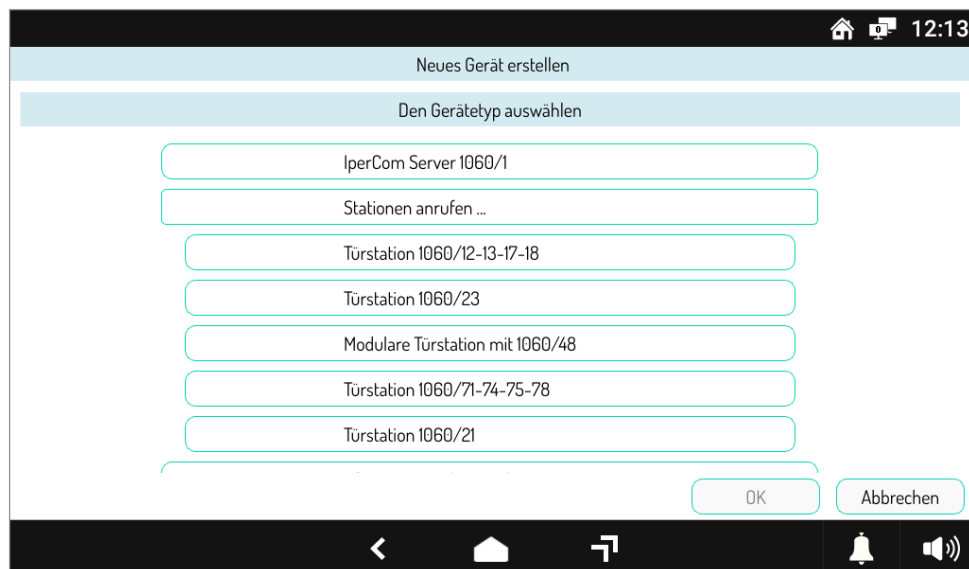 0 12:13
Neues Gerät erstellen
Den Gerätetyp auswählen
IperCom Server 1060/1
Stationen anrufen ...
Türstation 1060/12-13-17-18
Türstation 1060/23
Modulare Türstation mit 1060/48
Türstation 1060/71-74-75-78
Türstation 1060/21
OK Abbrechen